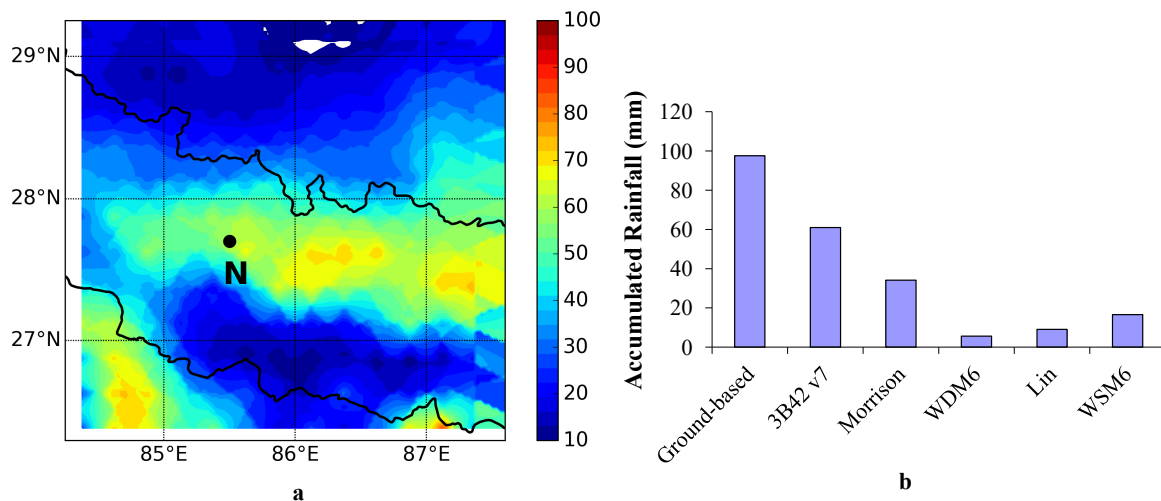 29°N
28°N
27°N
85°E
86°E
87°E
N
100
90
80
70
60
50
40
30
20
10
a
Accumulated Rainfall (mm)
120
100
80
60
40
20
0
Ground-based
3B42 v7
Morrison
WDM6
Lin
WSM6
b